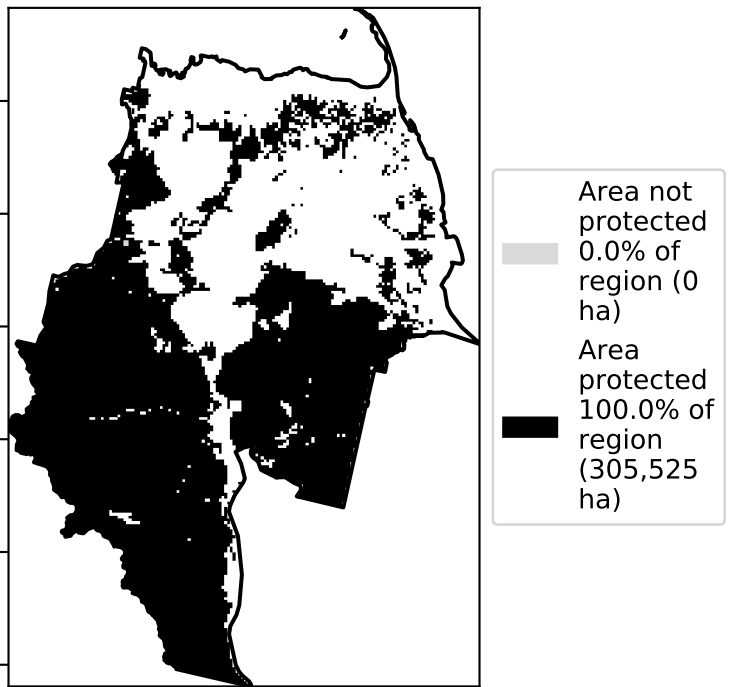 Area not
protected
0.0% of
region (0
ha)
Area
protected
100.0% of
region
(305,525
ha)